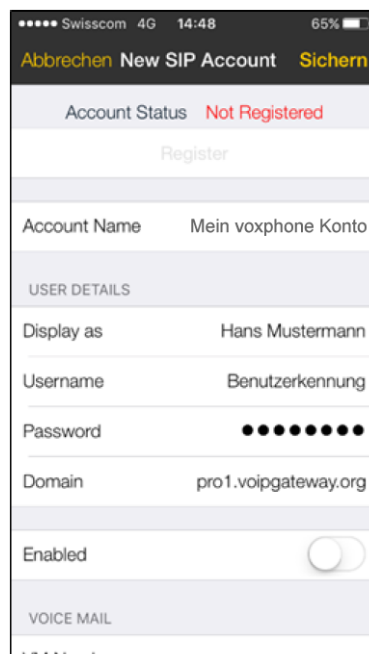 Swisscom 4G 14:48 65%
Abbrechen New SIP Account Sichern
Account Status Not Registered
Register
Account Name Mein voxphone Konto
USER DETAILS
Display as Hans Mustermann
Username Benutzerkennung
Password ●●●●●●●●
Domain pro1.voipgateway.org
Enabled
VOICE MAIL